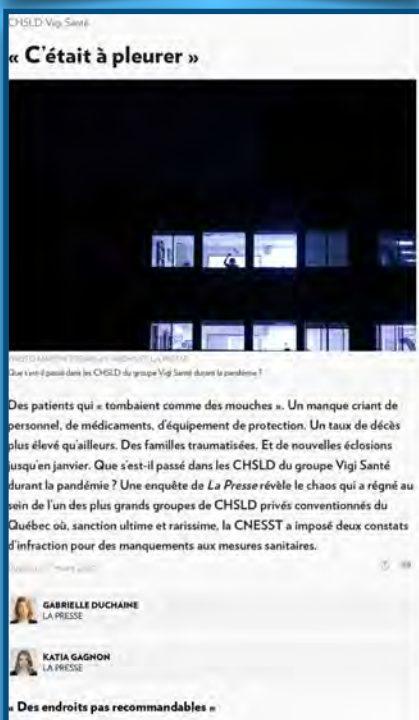 CHSLD Vigi Santé
« C'était à pleurer »
Que s'est-il passé dans les CHSLD du groupe Vigi Santé durant la pandémie ?
Des patients qui « tombaient comme des mouches ». Un manque criant de
personnel, de médicaments, d'équipement de protection. Un taux de décès
plus élevé qu'ailleurs. Des familles traumatisées. Et de nouvelles éclosions
jusqu'en janvier. Que s'est-il passé dans les CHSLD du groupe Vigi Santé
durant la pandémie ? Une enquête de La Presse révèle le chaos qui a régné au
sein de l'un des plus grands groupes de CHSLD privés conventionnés du
Québec où, sanction ultime et rarissime, la CNESST a imposé deux constats
d'infraction pour des manquements aux mesures sanitaires.
GABRIELLE DUCHAINE
LA PRESSE
KATIA GAGNON
LA PRESSE
« Des endroits pas recommandables »